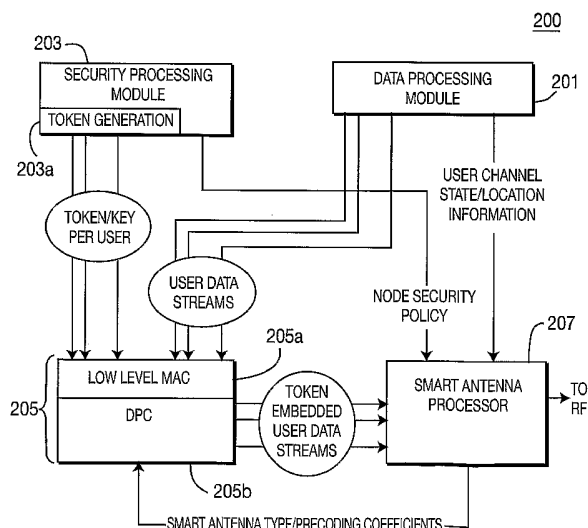 200
203
SECURITY PROCESSING
MODULE
TOKEN GENERATION
203a
DATA PROCESSING
MODULE
201
TOKEN/KEY
PER USER
USER DATA
STREAMS
USER CHANNEL
STATE/LOCATION
INFORMATION
NODE SECURITY
POLICY
205
LOW LEVEL MAC
205a
DPC
205b
TOKEN
EMBEDDED
USER DATA
STREAMS
207
SMART ANTENNA
PROCESSOR
TO
RF
SMART ANTENNA TYPE/PRECODING COEFFICIENTS